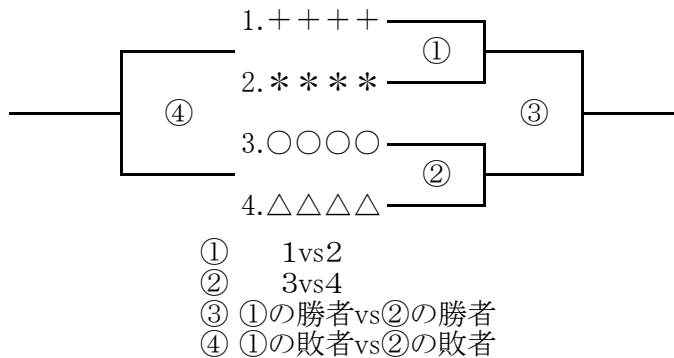 1.＋＋＋＋
①
2.＊＊＊＊
④
③
3.○○○○
②
4.△△△△
① 1vs2
② 3vs4
③ ①の勝者vs②の勝者
④ ①の敗者vs②の敗者